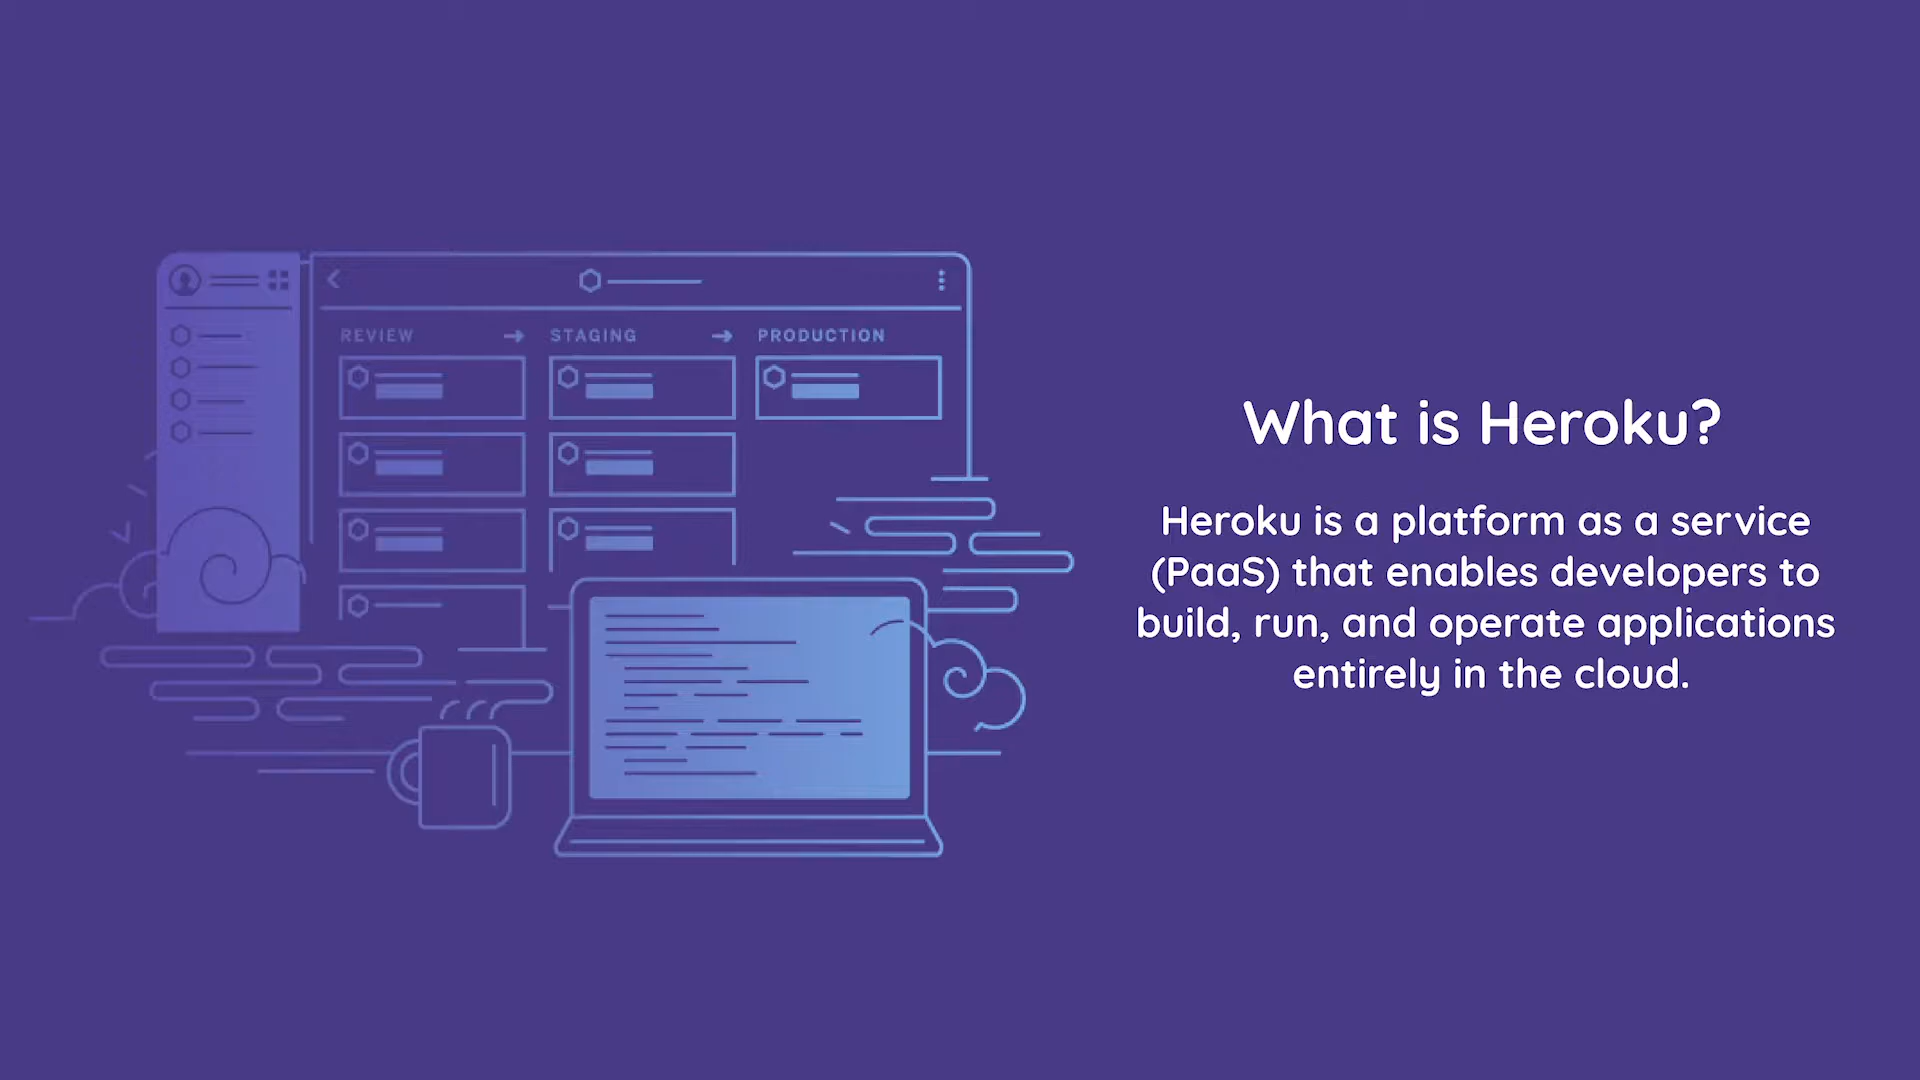 REVIEW
STAGING
PRODUCTION
What is Heroku?
Heroku is a platform as a service
(PaaS) that enables developers to
build, run, and operate applications
entirely in the cloud.